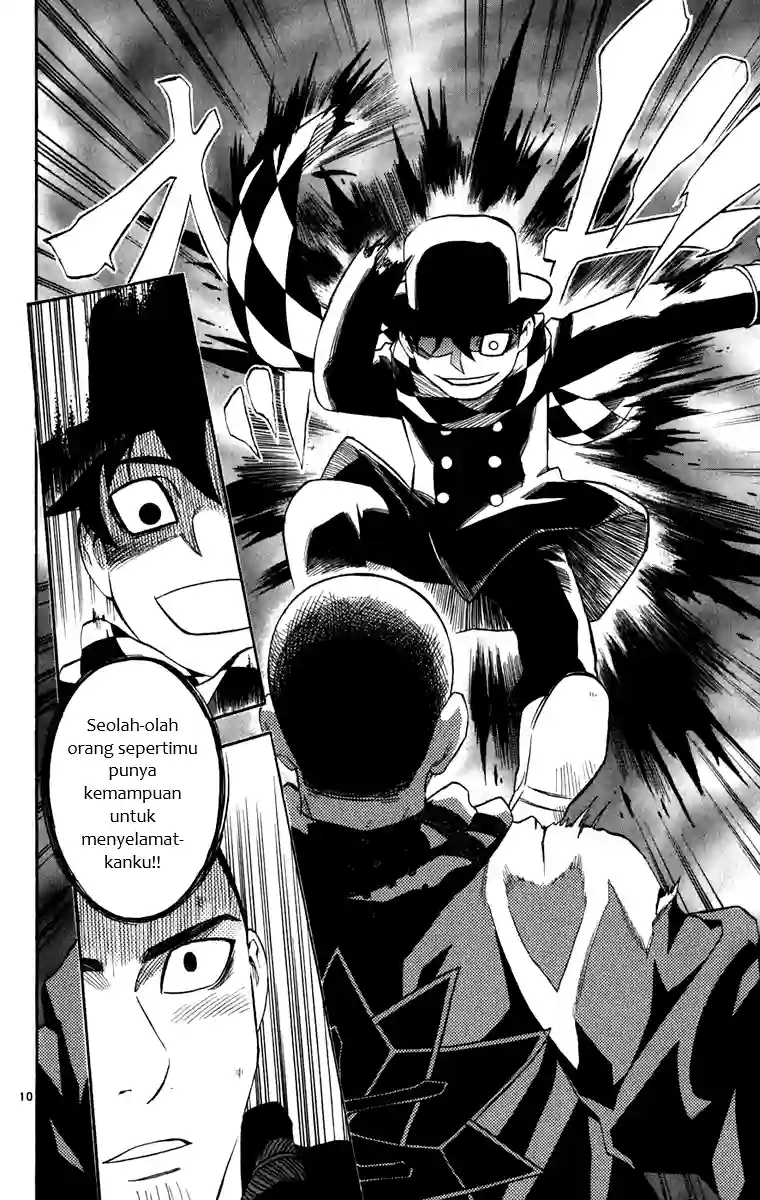 Seolah-olah
orang sepertimu
punya
kemampuan
untuk
menyelamat-
kanku!!
10